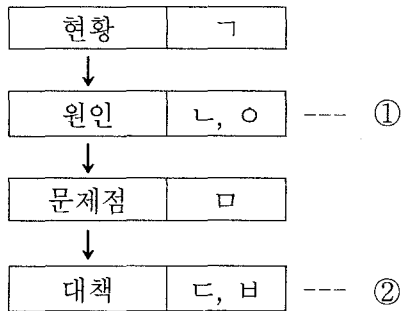 현황 ㄱ
원인 ㄴ, ㅇ --- ①
문제점 ㅁ
대책 ㄷ, ㅂ --- ②